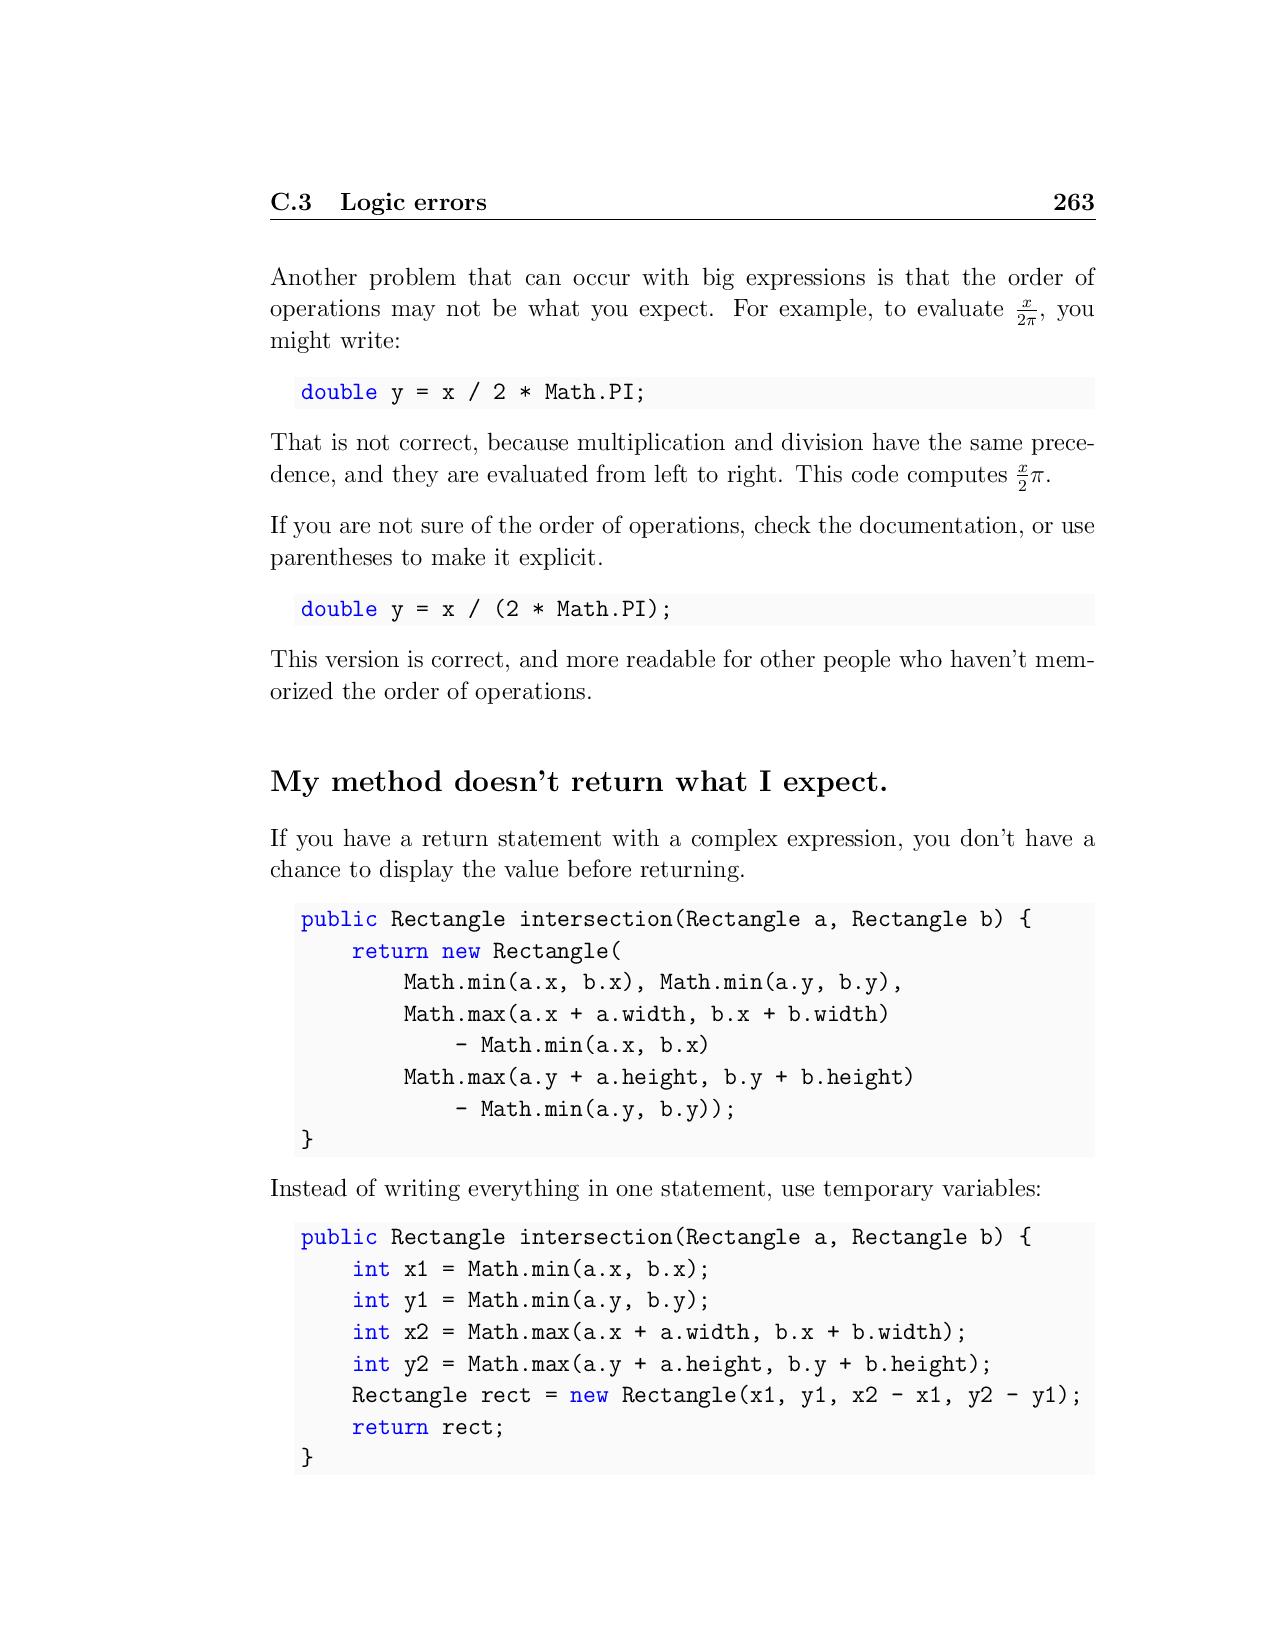 C.3 Logic errors 263
Another problem that can occur with big expressions is that the order of
operations may not be what you expect. For example, to evaluate x/2π, you
might write:
double y = x / 2 * Math.PI;
That is not correct, because multiplication and division have the same prece-
dence, and they are evaluated from left to right. This code computes x/2 π.
If you are not sure of the order of operations, check the documentation, or use
parentheses to make it explicit.
double y = x / (2 * Math.PI);
This version is correct, and more readable for other people who haven't mem-
orized the order of operations.
My method doesn't return what I expect.
If you have a return statement with a complex expression, you don't have a
chance to display the value before returning.
public Rectangle intersection(Rectangle a, Rectangle b) {
    return new Rectangle(
        Math.min(a.x, b.x), Math.min(a.y, b.y),
        Math.max(a.x + a.width, b.x + b.width)
            - Math.min(a.x, b.x)
        Math.max(a.y + a.height, b.y + b.height)
            - Math.min(a.y, b.y));
}
Instead of writing everything in one statement, use temporary variables:
public Rectangle intersection(Rectangle a, Rectangle b) {
    int x1 = Math.min(a.x, b.x);
    int y1 = Math.min(a.y, b.y);
    int x2 = Math.max(a.x + a.width, b.x + b.width);
    int y2 = Math.max(a.y + a.height, b.y + b.height);
    Rectangle rect = new Rectangle(x1, y1, x2 - x1, y2 - y1);
    return rect;
}